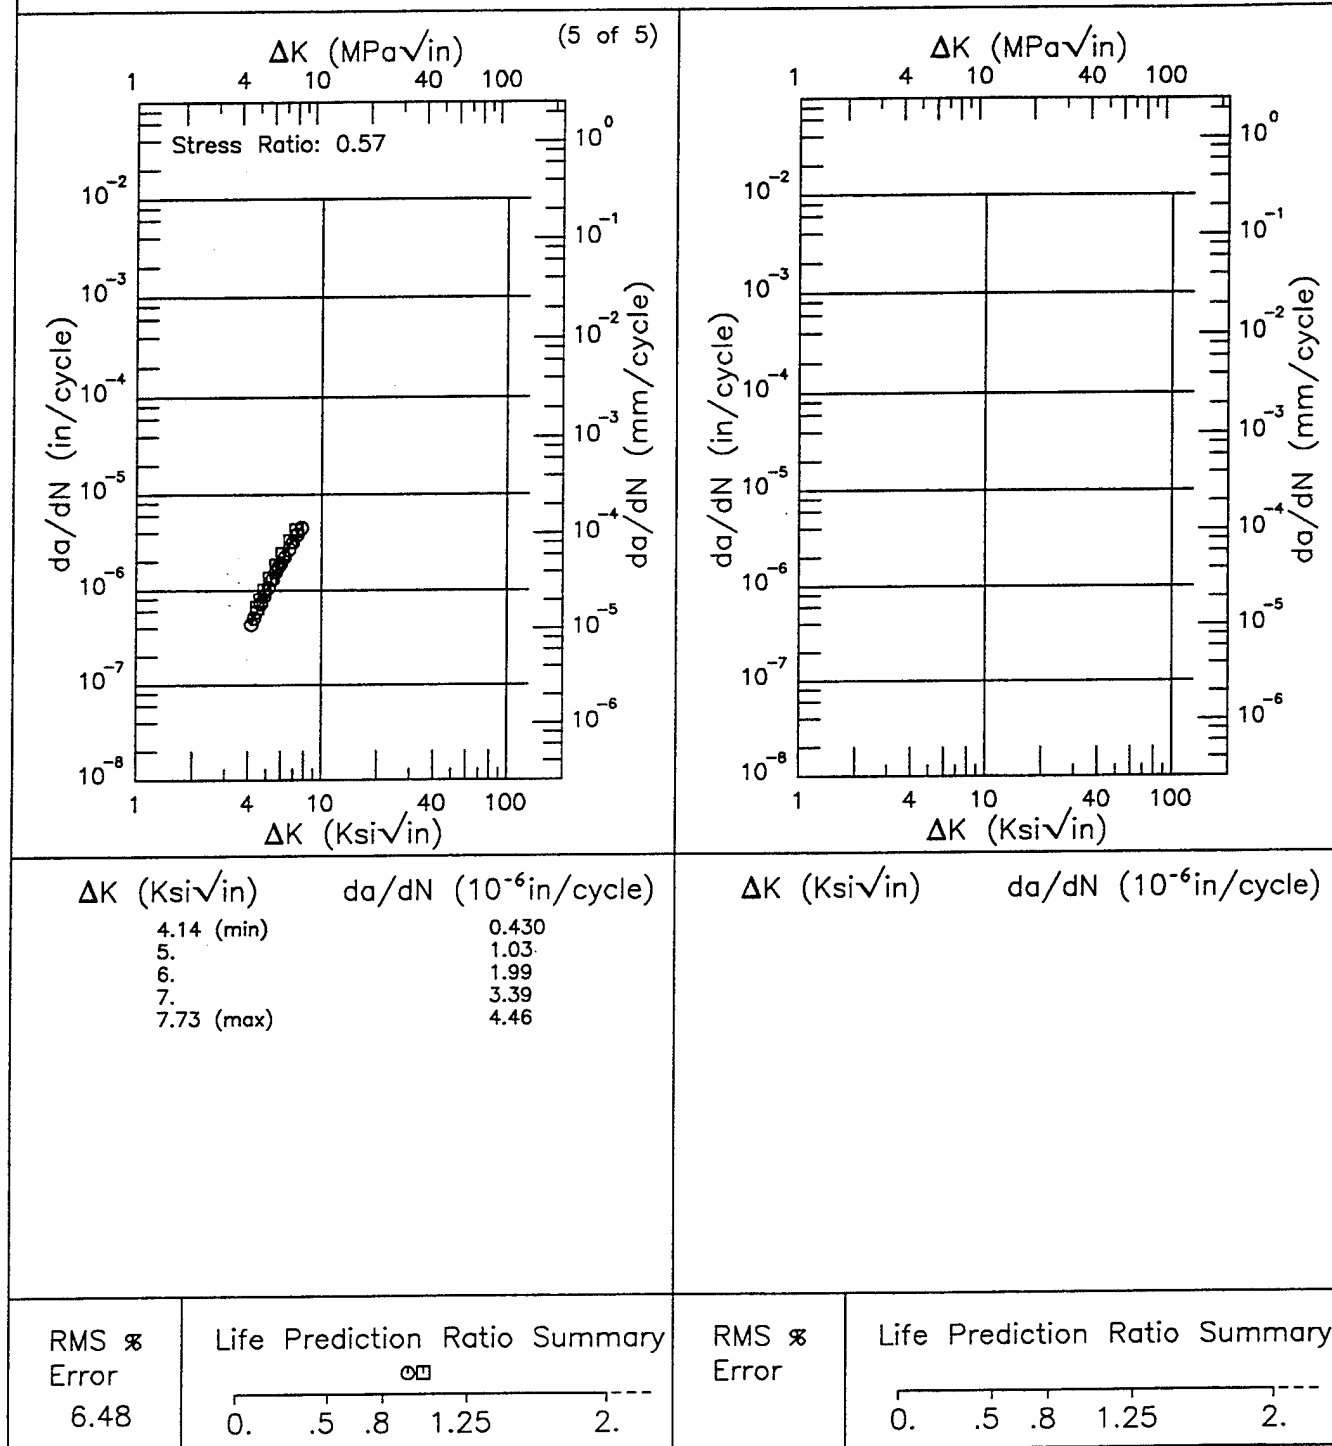 (5 of 5)
ΔK (MPa√in)
1 4 10 40 100
Stress Ratio: 0.57
10⁰
10⁻²
10⁻¹
10⁻³
10⁻²
10⁻⁴
10⁻³
10⁻⁵
10⁻⁴
10⁻⁶
10⁻⁵
10⁻⁷
10⁻⁶
10⁻⁸
da/dN (in/cycle)
da/dN (mm/cycle)
1 4 10 40 100
ΔK (Ksi√in)
ΔK (MPa√in)
1 4 10 40 100
10⁰
10⁻²
10⁻¹
10⁻³
10⁻²
10⁻⁴
10⁻³
10⁻⁵
10⁻⁴
10⁻⁶
10⁻⁵
10⁻⁷
10⁻⁶
10⁻⁸
da/dN (in/cycle)
da/dN (mm/cycle)
1 4 10 40 100
ΔK (Ksi√in)
ΔK (Ksi√in) da/dN (10⁻⁶in/cycle)
4.14 (min) 0.430
5. 1.03
6. 1.99
7. 3.39
7.73 (max) 4.46
ΔK (Ksi√in) da/dN (10⁻⁶in/cycle)
RMS %
Error
6.48
Life Prediction Ratio Summary
0. .5 .8 1.25 2.
RMS %
Error
Life Prediction Ratio Summary
0. .5 .8 1.25 2.